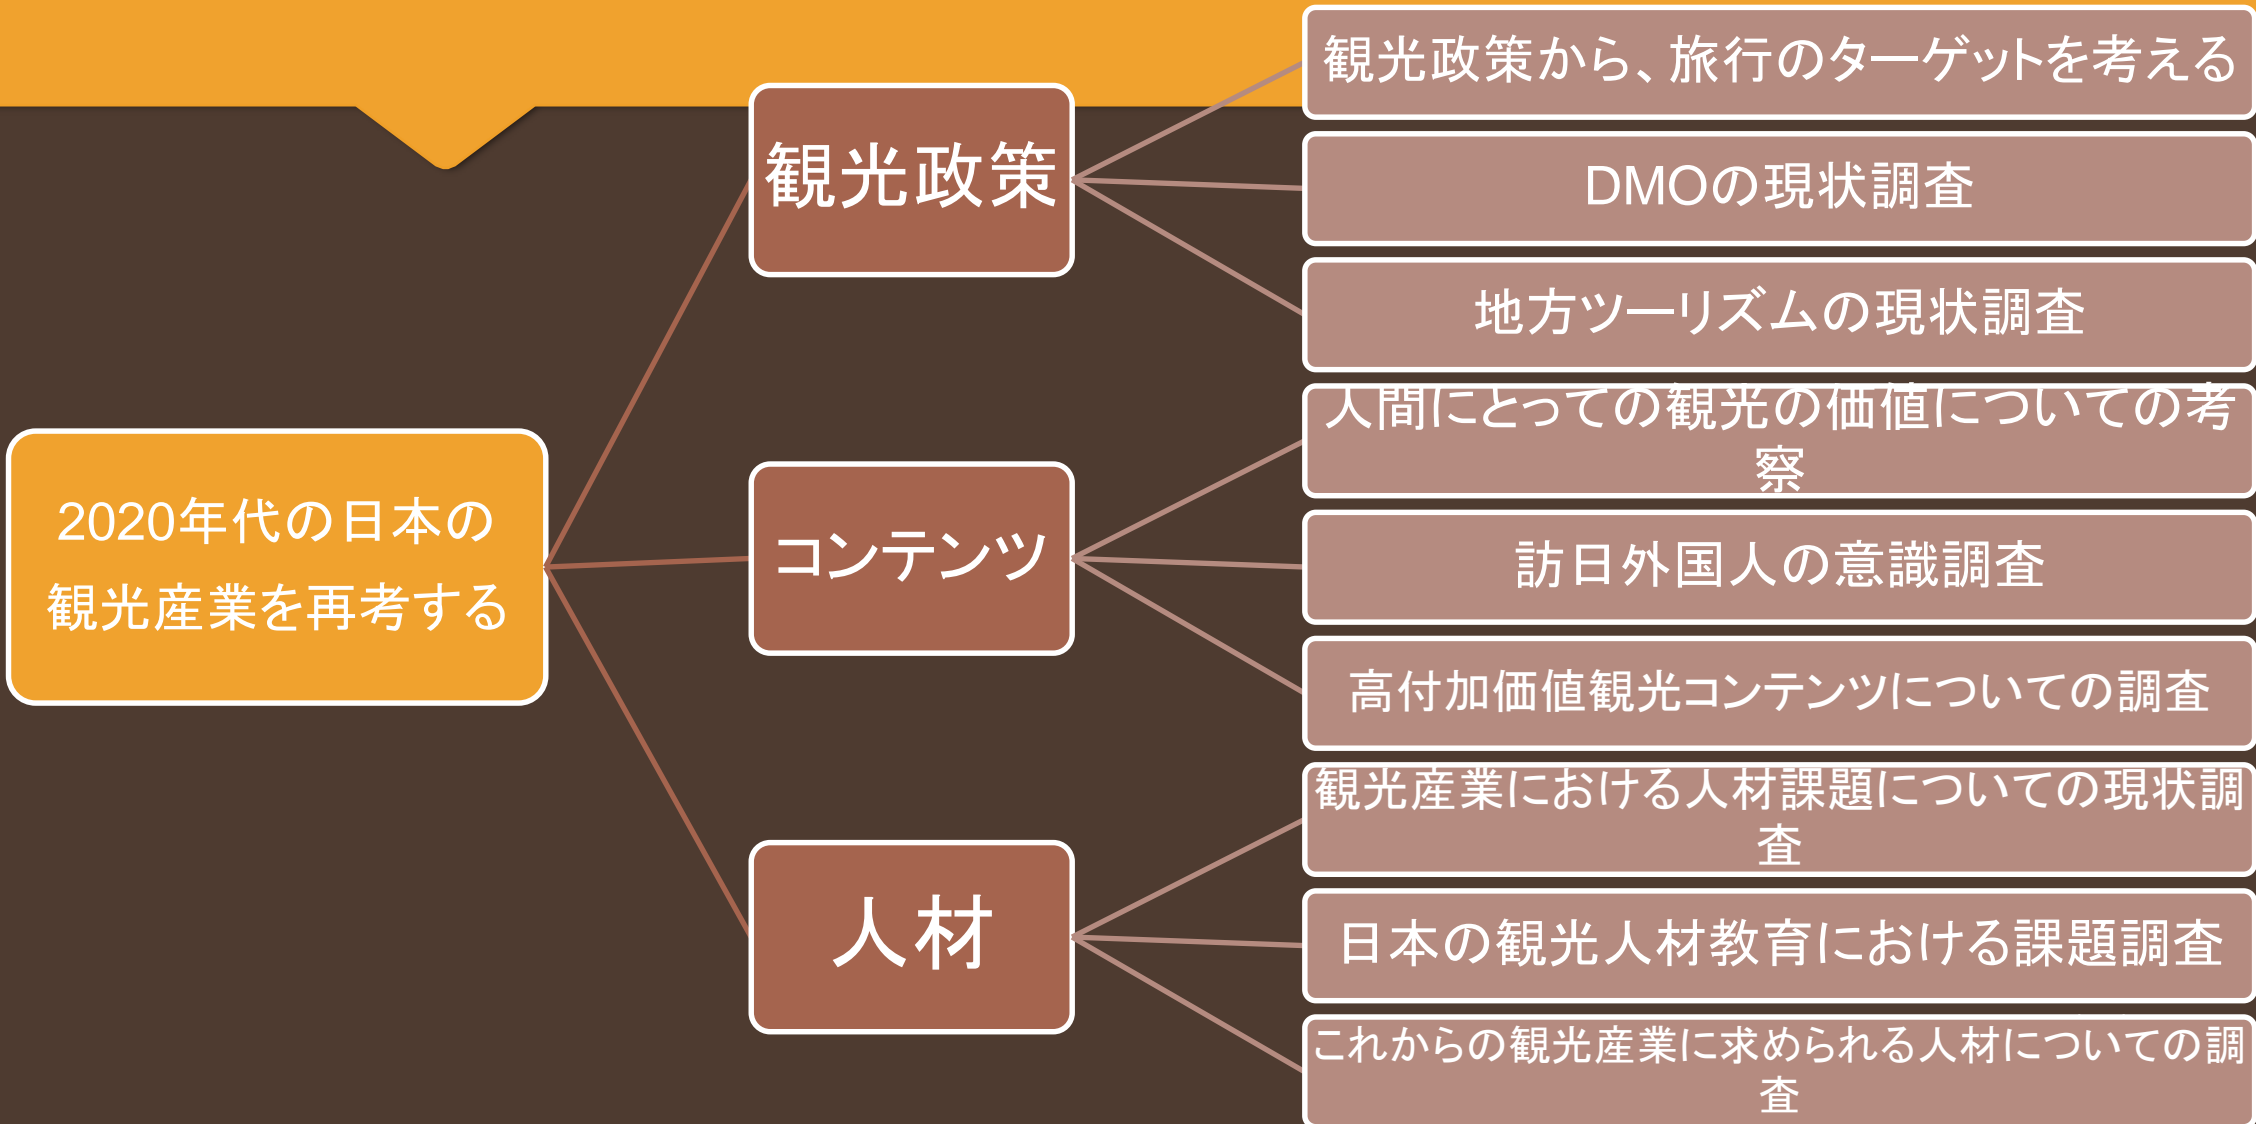 2020年代の日本の
観光産業を再考する
観光政策
観光政策から、旅行のターゲットを考える
DMOの現状調査
地方ツーリズムの現状調査
コンテンツ
人間にとっての観光の価値についての考
察
訪日外国人の意識調査
高付加価値観光コンテンツについての調査
人材
観光産業における人材課題についての現状調
査
日本の観光人材教育における課題調査
これからの観光産業に求められる人材についての調
査